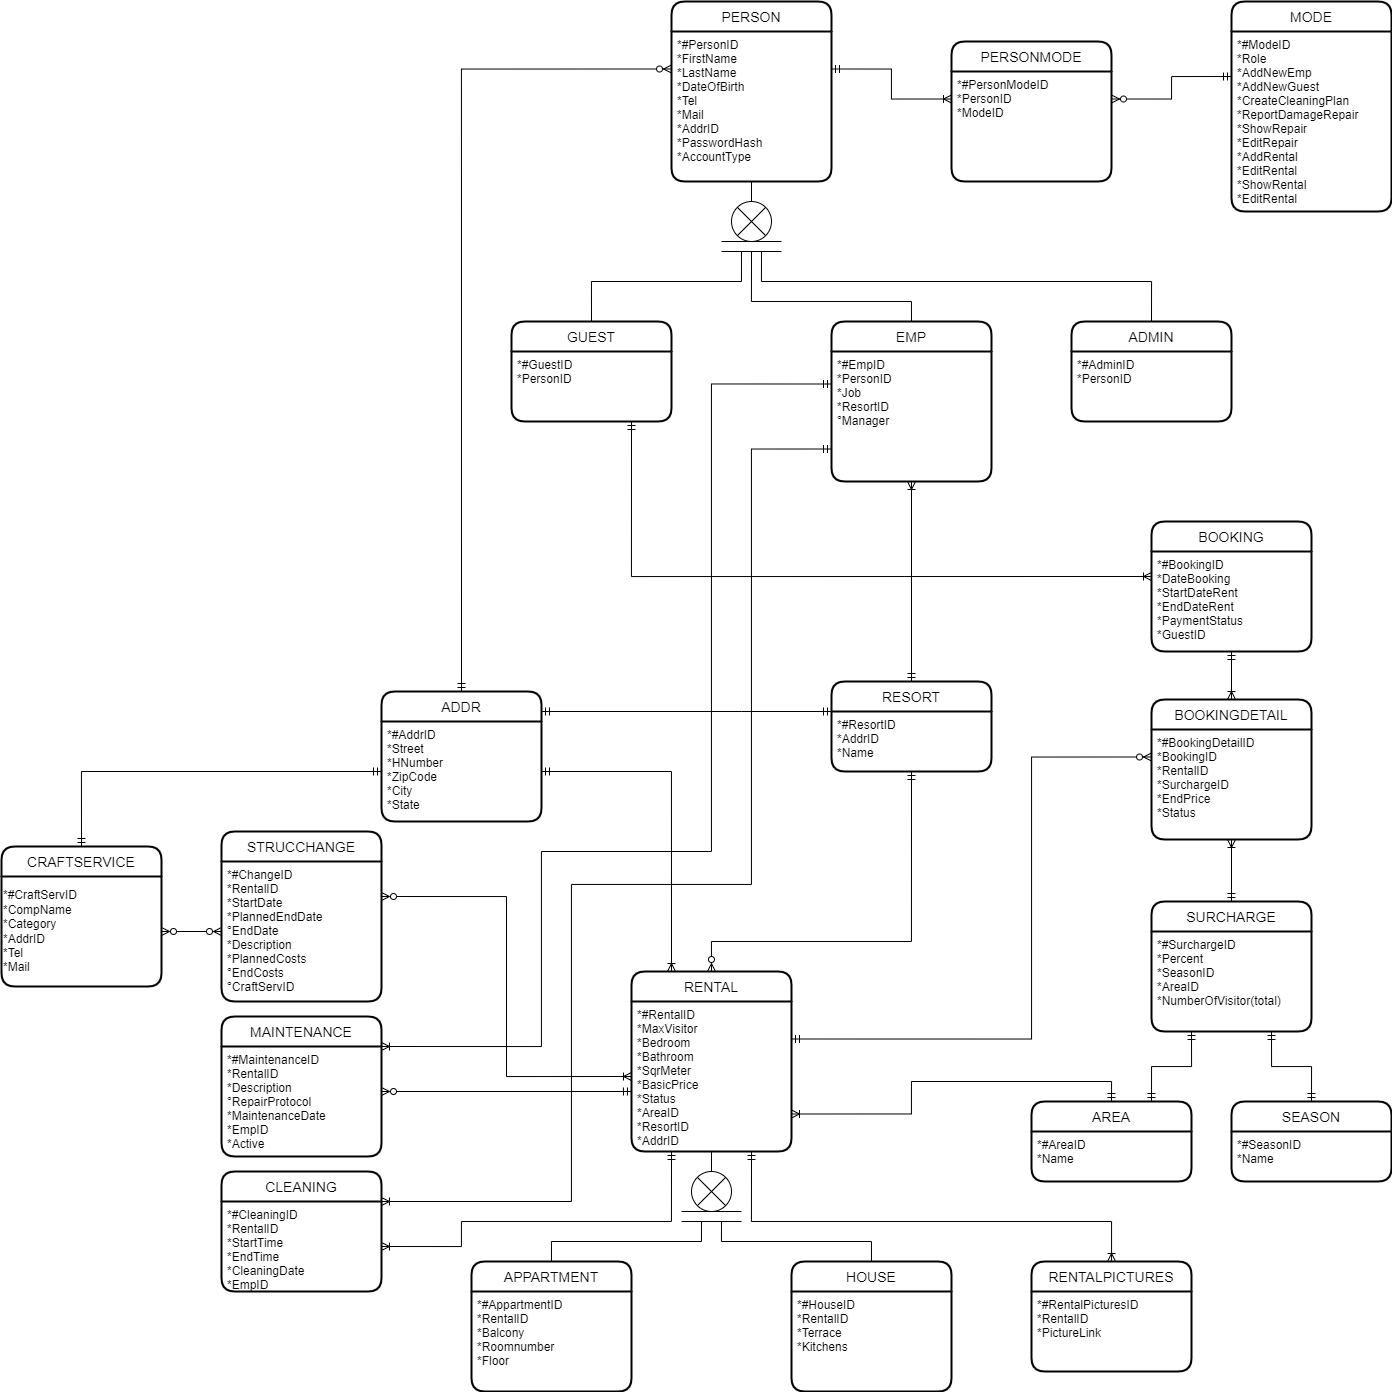 PERSON
*#PersonID
*FirstName
*LastName
*DateOfBirth
*Tel
*Mail
*AddrID
*PasswordHash
*AccountType
PERSONMODE
*#PersonModeID
*PersonID
*ModeID
MODE
*#ModeID
*Role
*AddNewEmp
*AddNewGuest
*CreateCleaningPlan
*ReportDamageRepair
*ShowRepair
*EditRepair
*AddRental
*EditRental
*ShowRental
*EditRental
GUEST
*#GuestID
*PersonID
EMP
*#EmpID
*PersonID
*Job
*ResortID
°Manager
ADMIN
*#AdminID
*PersonID
BOOKING
*#BookingID
*DateBooking
*StartDateRent
*EndDateRent
*PaymentStatus
*GuestID
ADDR
*#AddrID
*Street
*HNumber
*ZipCode
*City
*State
RESORT
*#ResortID
*AddrID
*Name
BOOKINGDETAIL
*#BookingDetailID
*BookingID
*RentalID
*SurchargeID
*EndPrice
*Status
CRAFTSERVICE
*#CraftServID
*CompName
*Category
*AddrID
*Tel
*Mail
STRUCCHANGE
*#ChangeID
*RentalID
*StartDate
*PlannedEndDate
°EndDate
*Description
*PlannedCosts
°EndCosts
°CraftServID
SURCHARGE
*#SurchargeID
*Percent
*SeasonID
*AreaID
*NumberOfVisitor(total)
RENTAL
*#RentalID
*MaxVisitor
*Bedroom
*Bathroom
*SqrMeter
*BasicPrice
*Status
*AreaID
*ResortID
*AddrID
MAINTENANCE
*#MaintenanceID
*RentalID
*Description
°RepairProtocol
*MaintenanceDate
*EmpID
*Active
AREA
*#AreaID
*Name
SEASON
*#SeasonID
*Name
CLEANING
*#CleaningID
*RentalID
*StartTime
*EndTime
*CleaningDate
*EmpID
APPARTMENT
*#AppartmentID
*RentalID
*Balcony
*Roomnumber
*Floor
HOUSE
*#HouseID
*RentalID
*Terrace
*Kitchens
RENTALPICTURES
*#RentalPicturesID
*RentalID
*PictureLink